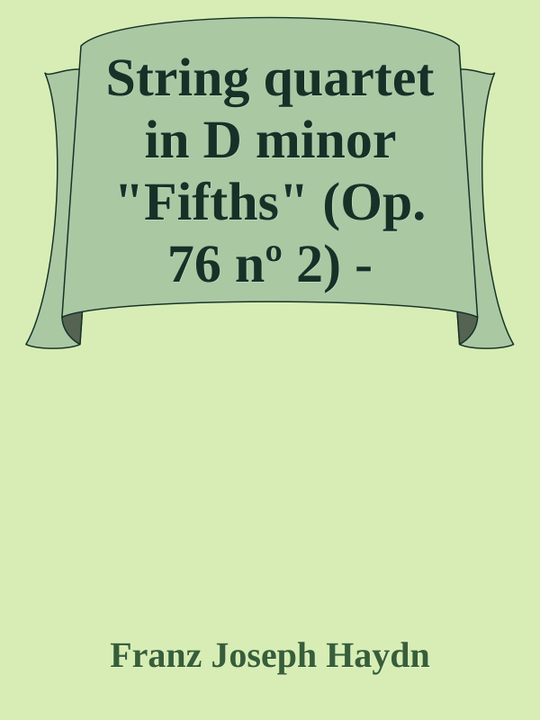 String quartet
in D minor
"Fifths" (Op.
76 nº 2) -
Franz Joseph Haydn